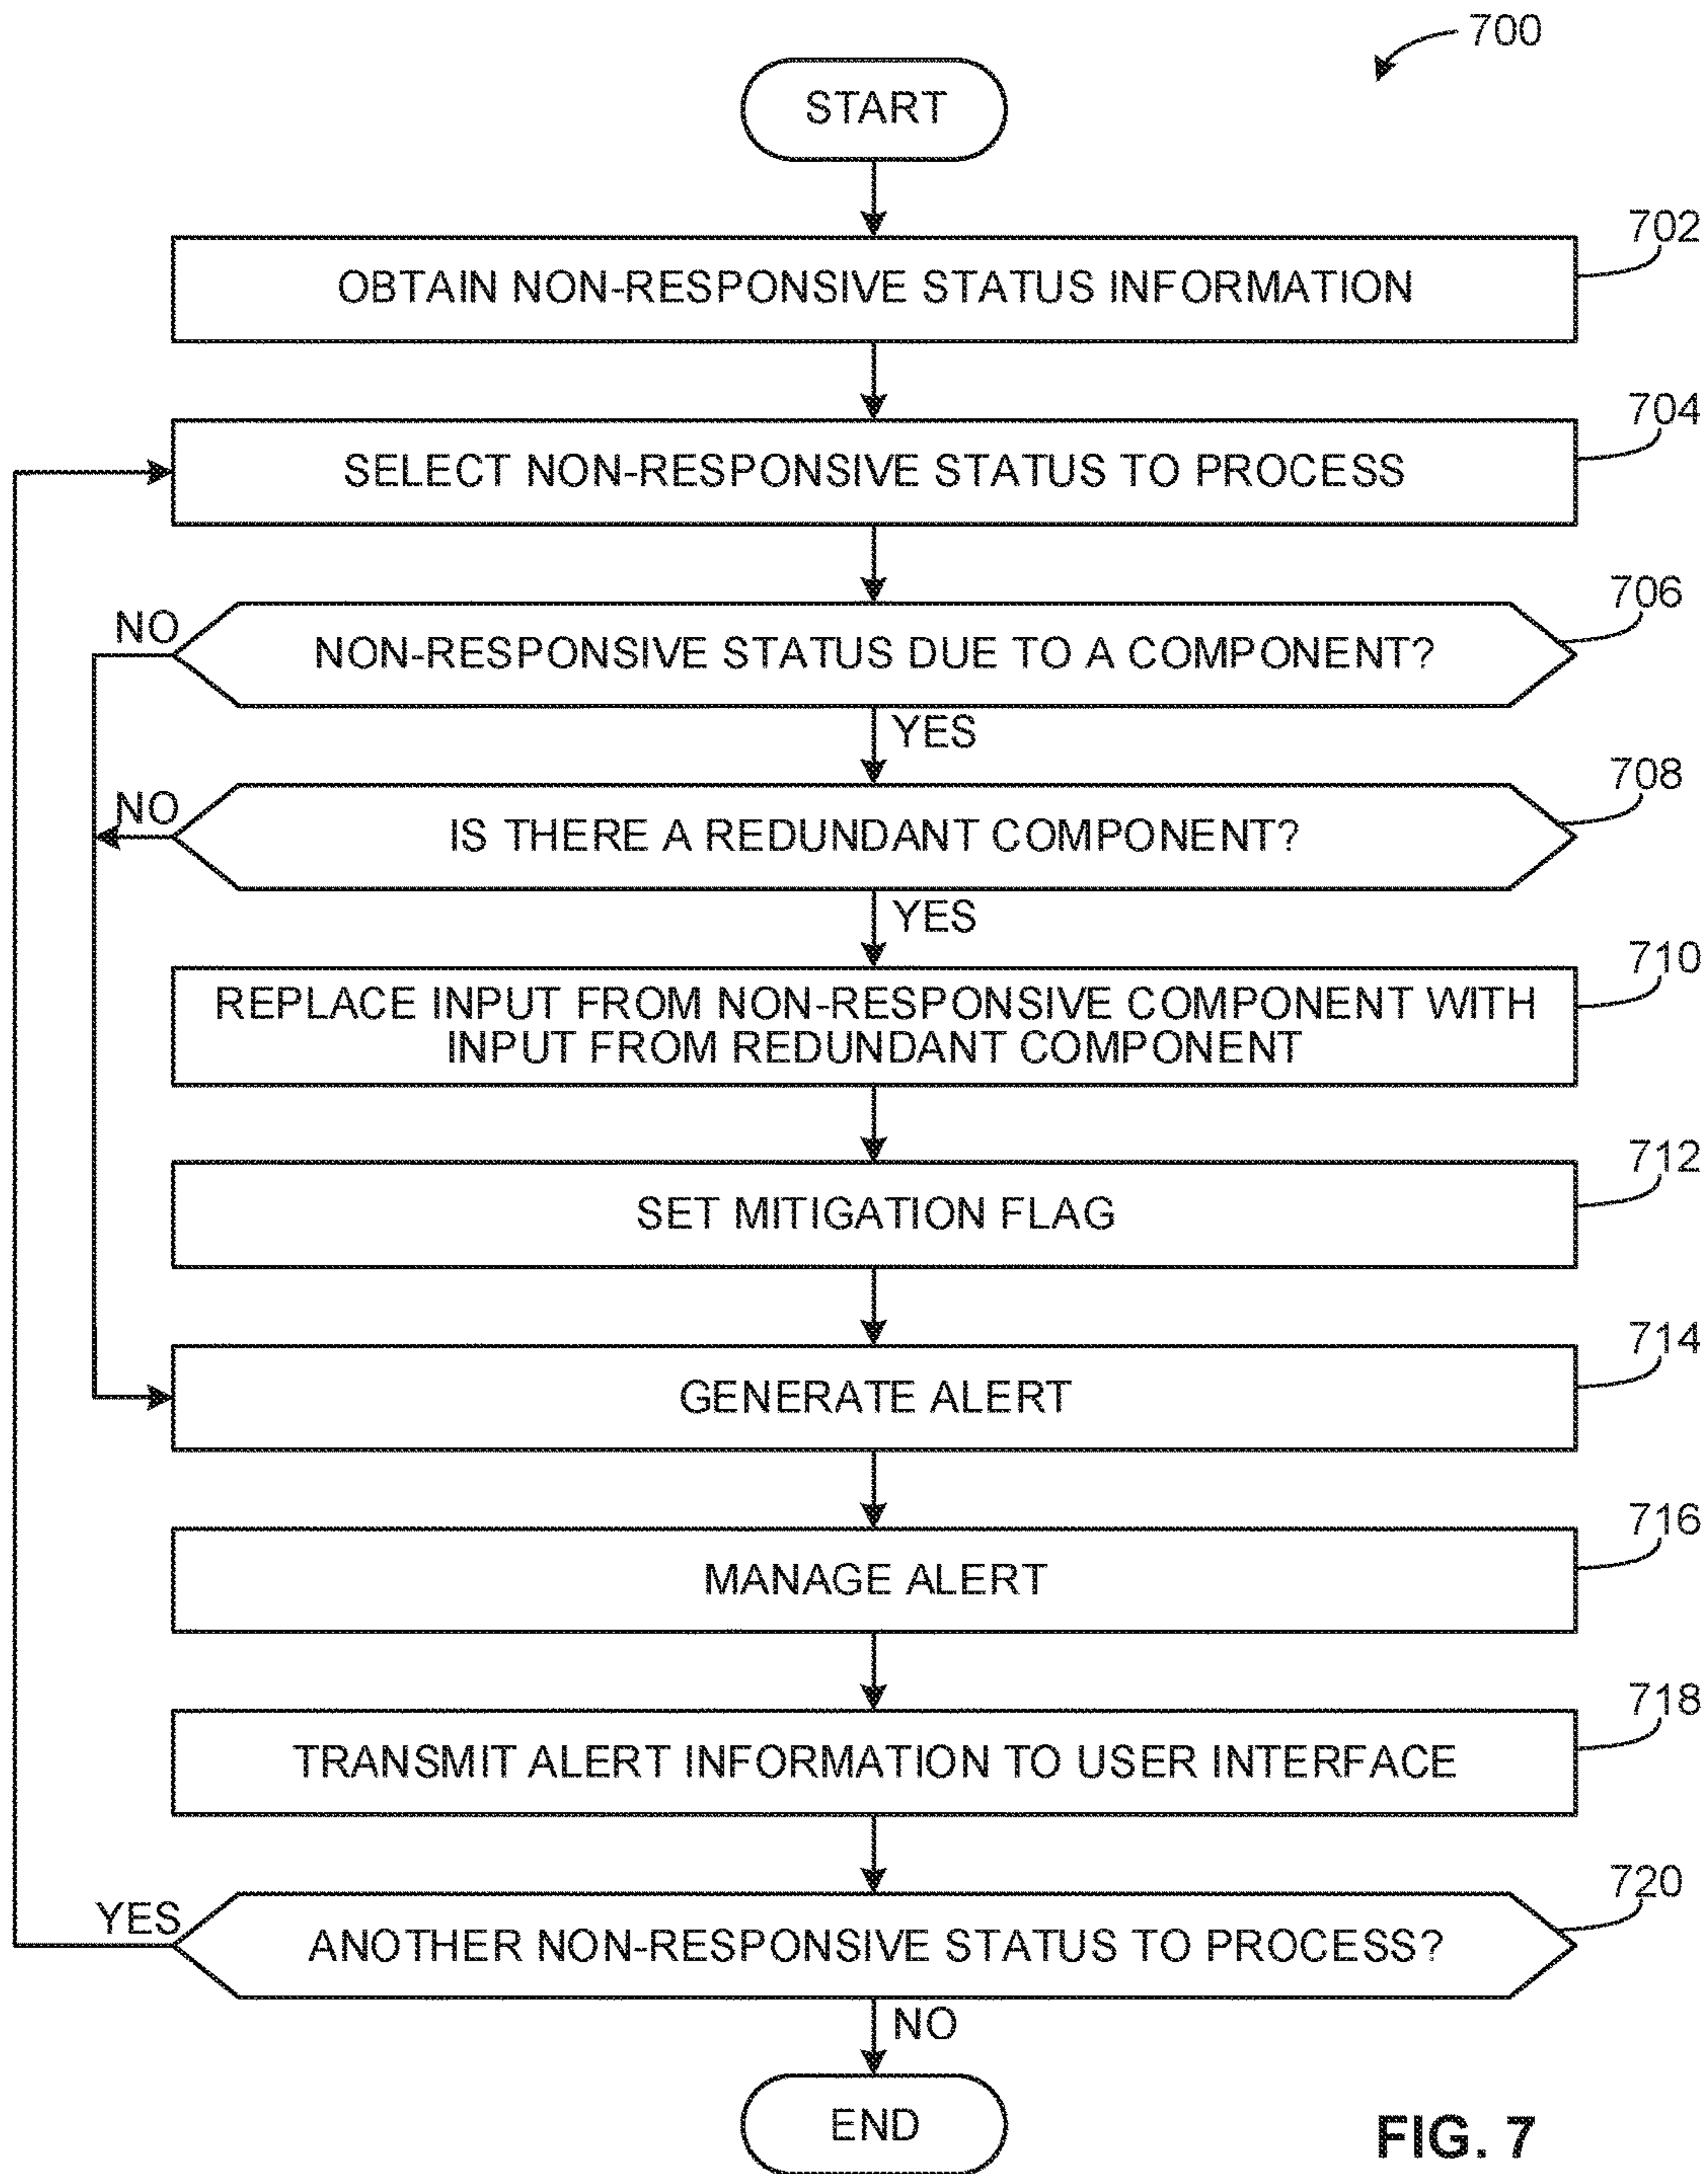 700
START
702
OBTAIN NON-RESPONSIVE STATUS INFORMATION
704
SELECT NON-RESPONSIVE STATUS TO PROCESS
706
NO
NON-RESPONSIVE STATUS DUE TO A COMPONENT?
YES
708
NO
IS THERE A REDUNDANT COMPONENT?
YES
710
REPLACE INPUT FROM NON-RESPONSIVE COMPONENT WITH
INPUT FROM REDUNDANT COMPONENT
712
SET MITIGATION FLAG
714
GENERATE ALERT
716
MANAGE ALERT
718
TRANSMIT ALERT INFORMATION TO USER INTERFACE
720
YES
ANOTHER NON-RESPONSIVE STATUS TO PROCESS?
NO
END
FIG. 7